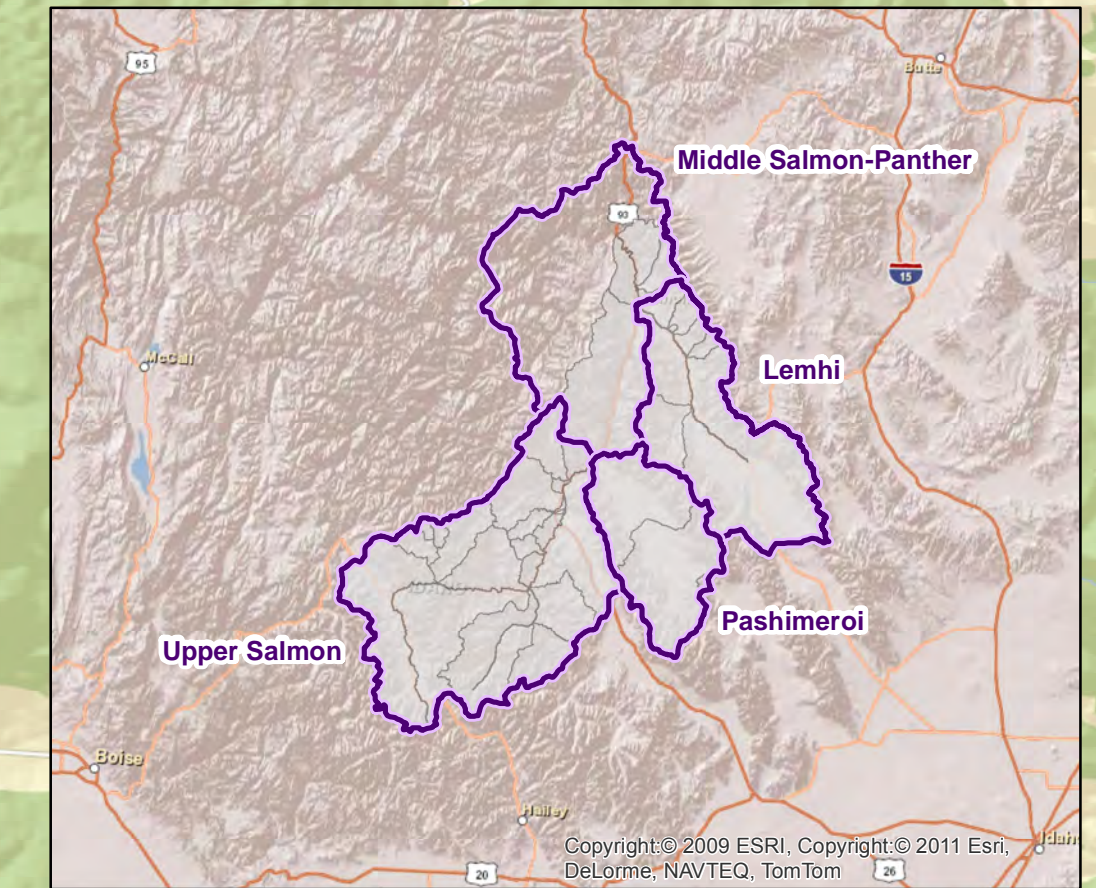 95
Butte
Middle Salmon-Panther
93
15
McCall
Lemhi
Pashimeroi
Upper Salmon
Boise
Hailey
Idah
Copyright:© 2009 ESRI, Copyright:© 2011 Esri,
DeLorme, NAVTEQ, TomTom
20
26